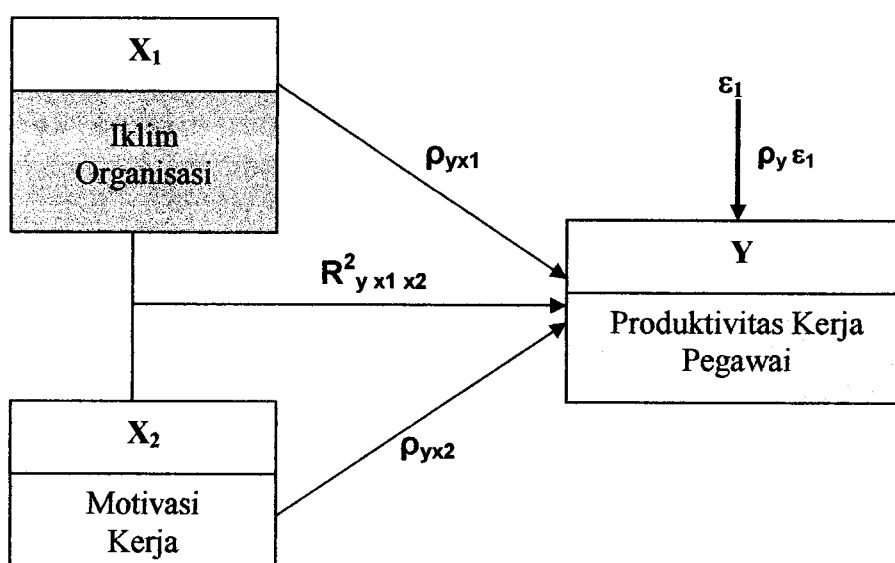 X₁
Iklim
Organisasi
ρyx1
ε₁
ρy ε₁
R²y x1 x2
Y
Produktivitas Kerja
Pegawai
X₂
ρyx2
Motivasi
Kerja